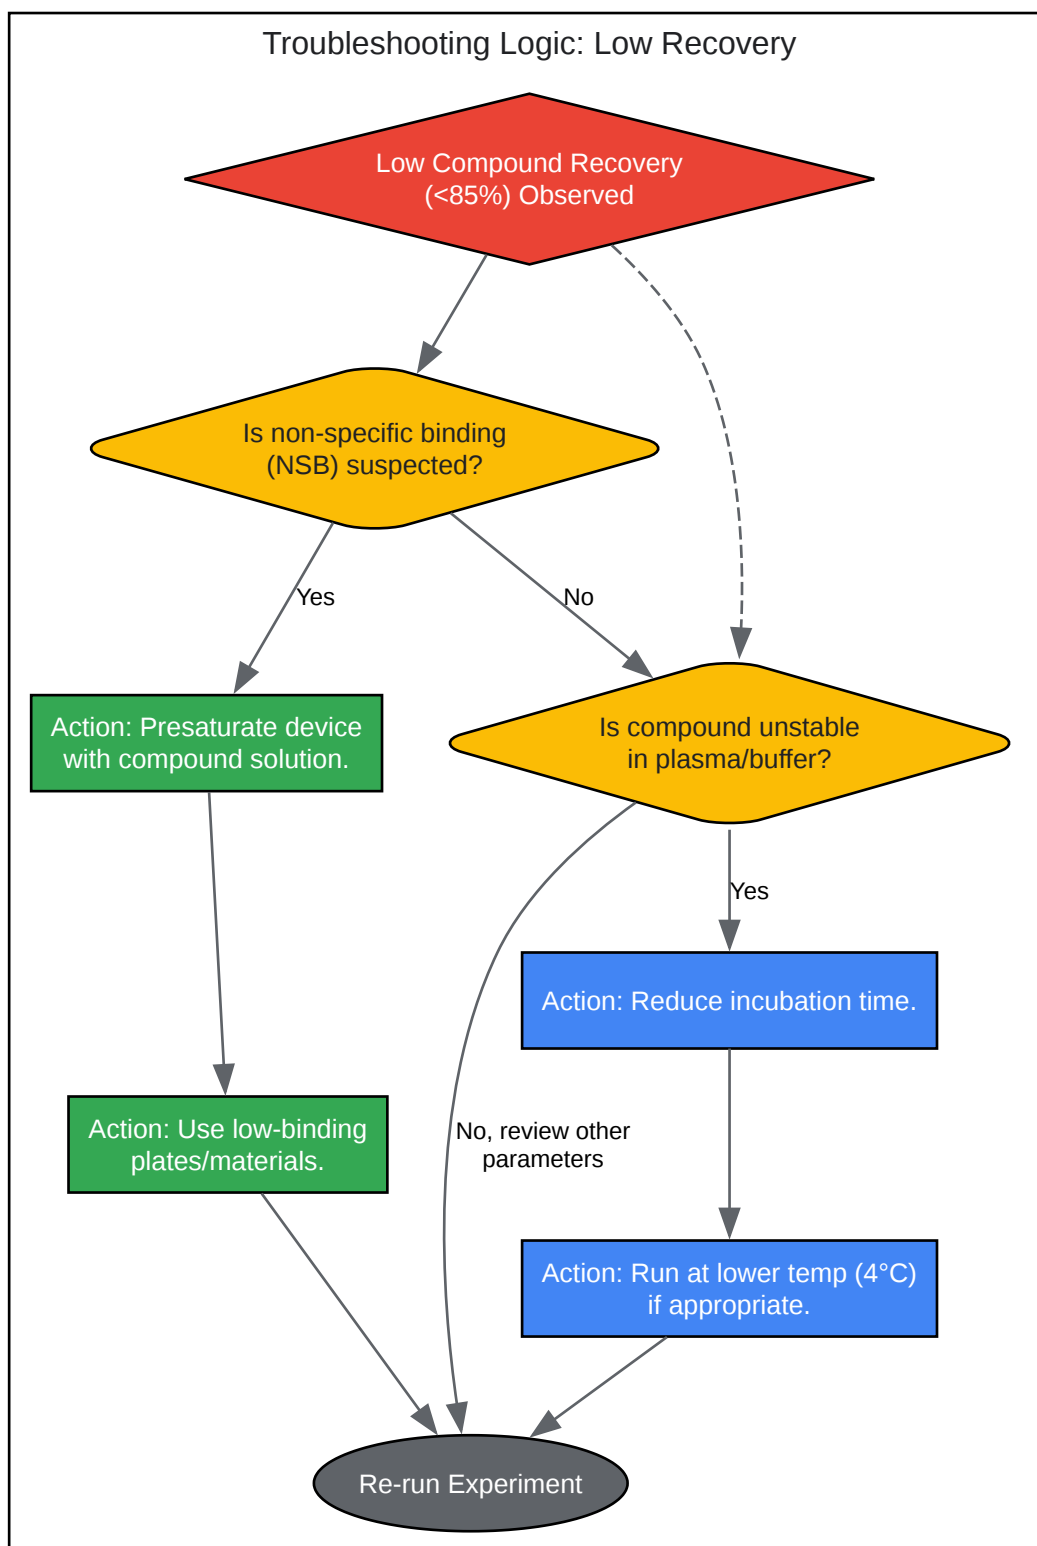 Troubleshooting Logic: Low Recovery
Low Compound Recovery
(<85%) Observed
Is non-specific binding
(NSB) suspected?
Yes
No
Action: Presaturate device
with compound solution.
Is compound unstable
in plasma/buffer?
Yes
Action: Reduce incubation time.
Action: Use low-binding
plates/materials.
No, review other
parameters
Action: Run at lower temp (4°C)
if appropriate.
Re-run Experiment